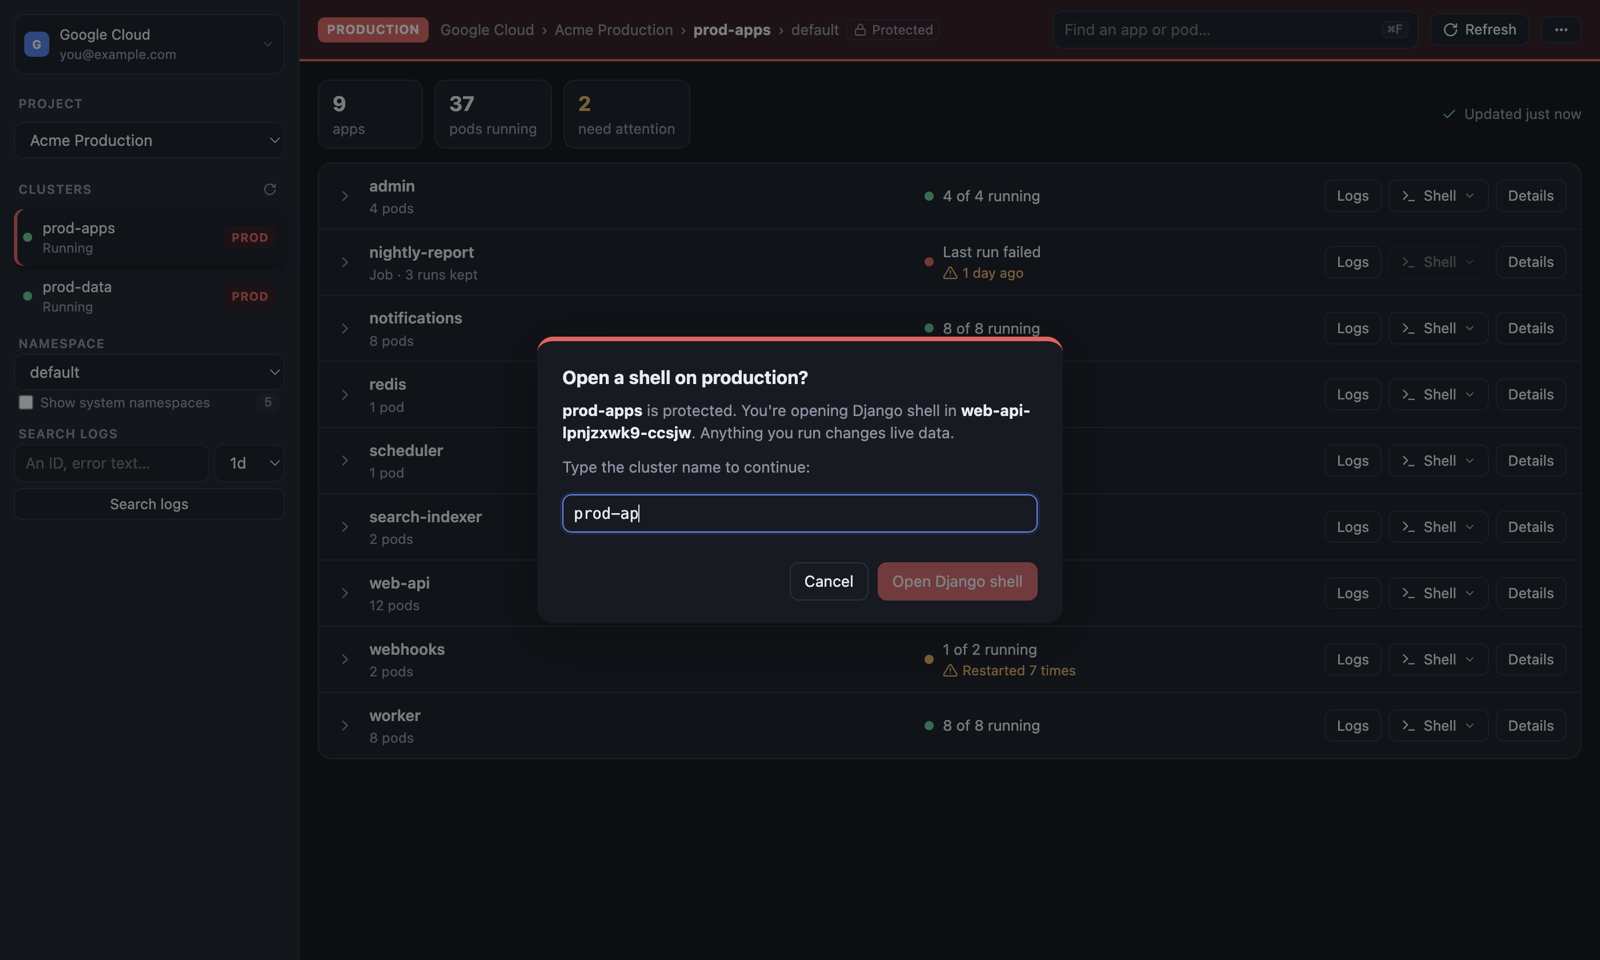 G
Google Cloud
you@example.com
PROJECT
Acme Production
CLUSTERS
prod-apps
Running
PROD
prod-data
Running
PROD
NAMESPACE
default
Show system namespaces 5
SEARCH LOGS
An ID, error text...
1d
Search logs
PRODUCTION Google Cloud › Acme Production › prod-apps › default Protected
Find an app or pod... ⌘F
Refresh
···
9
apps
37
pods running
2
need attention
Updated just now
admin
4 pods
4 of 4 running
Logs >_ Shell Details
nightly-report
Job · 3 runs kept
Last run failed
1 day ago
Logs >_ Shell Details
notifications
8 pods
8 of 8 running
Logs >_ Shell Details
redis
1 pod
Logs >_ Shell Details
scheduler
1 pod
Logs >_ Shell Details
search-indexer
2 pods
Logs >_ Shell Details
web-api
12 pods
Logs >_ Shell Details
webhooks
2 pods
1 of 2 running
Restarted 7 times
Logs >_ Shell Details
worker
8 pods
8 of 8 running
Logs >_ Shell Details
Open a shell on production?
prod-apps is protected. You're opening Django shell in web-api-
lpnjzxwk9-ccsjw. Anything you run changes live data.
Type the cluster name to continue:
prod-ap
Cancel
Open Django shell